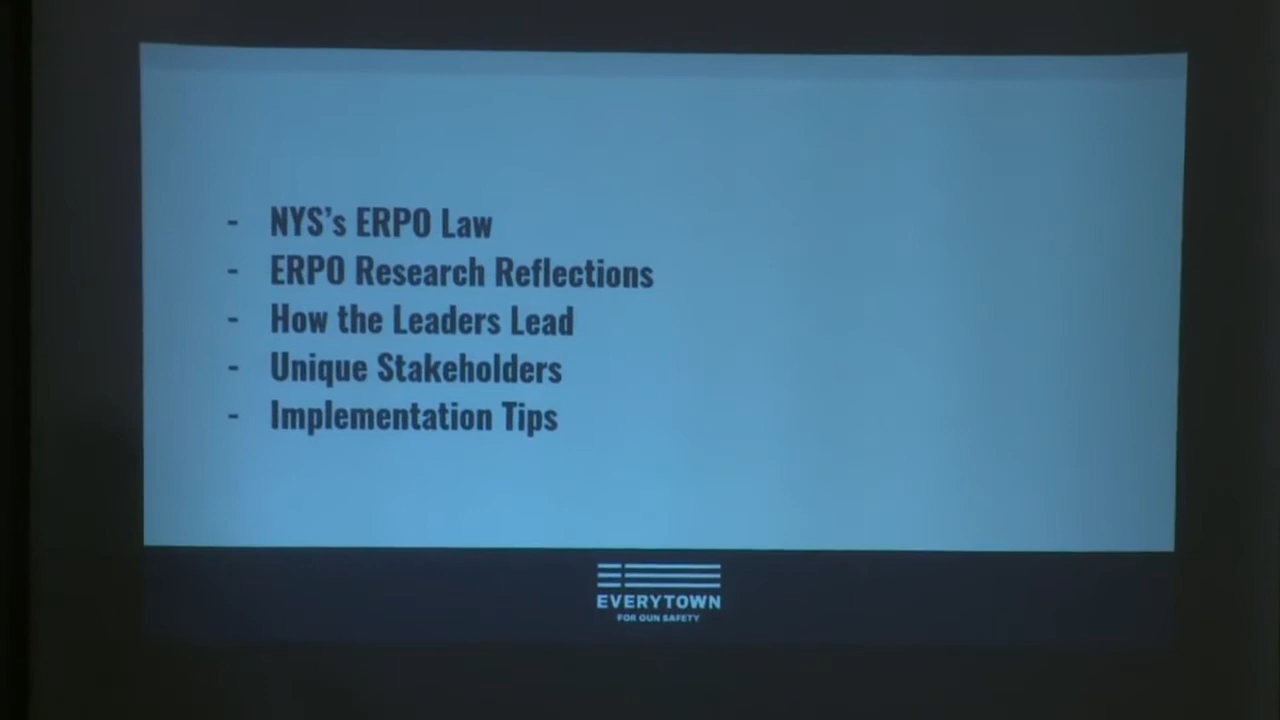 - NYS's ERPO Law
- ERPO Research Reflections
- How the Leaders Lead
- Unique Stakeholders
- Implementation Tips
EVERYTOWN
FOR GUN SAFETY